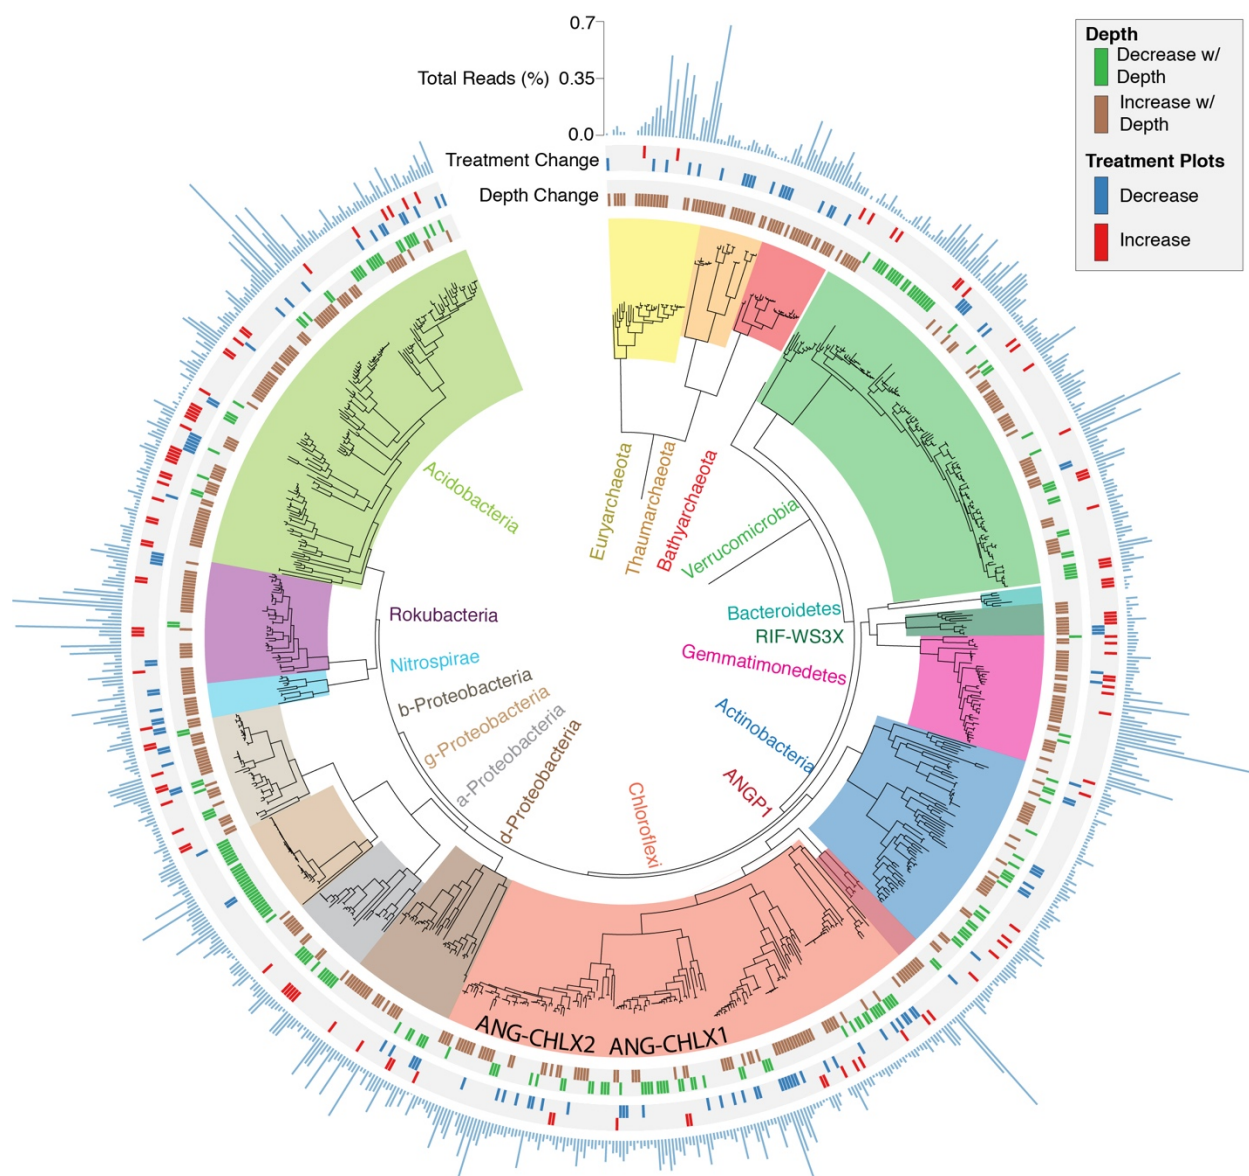 0.7
Total Reads (%) 0.35
0.0
Treatment Change
Depth Change
Depth
Decrease w/
Depth
Increase w/
Depth
Treatment Plots
Decrease
Increase
Euryarchaeota
Thaumarchaeota
Bathyarchaeota
Verrucomicrobia
Bacteroidetes
RIF-WS3X
Gemmatimonedetes
Actinobacteria
ANGP1
Chloroflexi
d-Proteobacteria
a-Proteobacteria
g-Proteobacteria
b-Proteobacteria
Nitrospirae
Rokubacteria
Acidobacteria
ANG-CHLX2 ANG-CHLX1